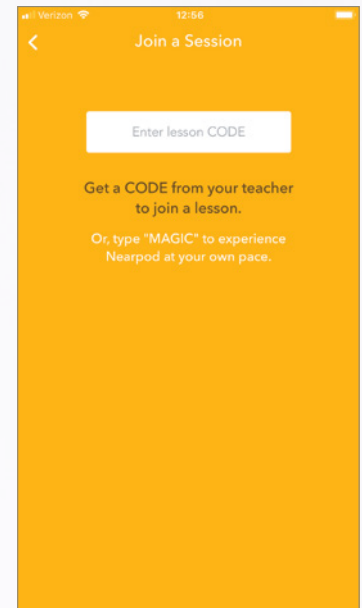 Verizon 12:56
Join a Session
Enter lesson CODE
Get a CODE from your teacher
to join a lesson.
Or, type "MAGIC" to experience
Nearpod at your own pace.